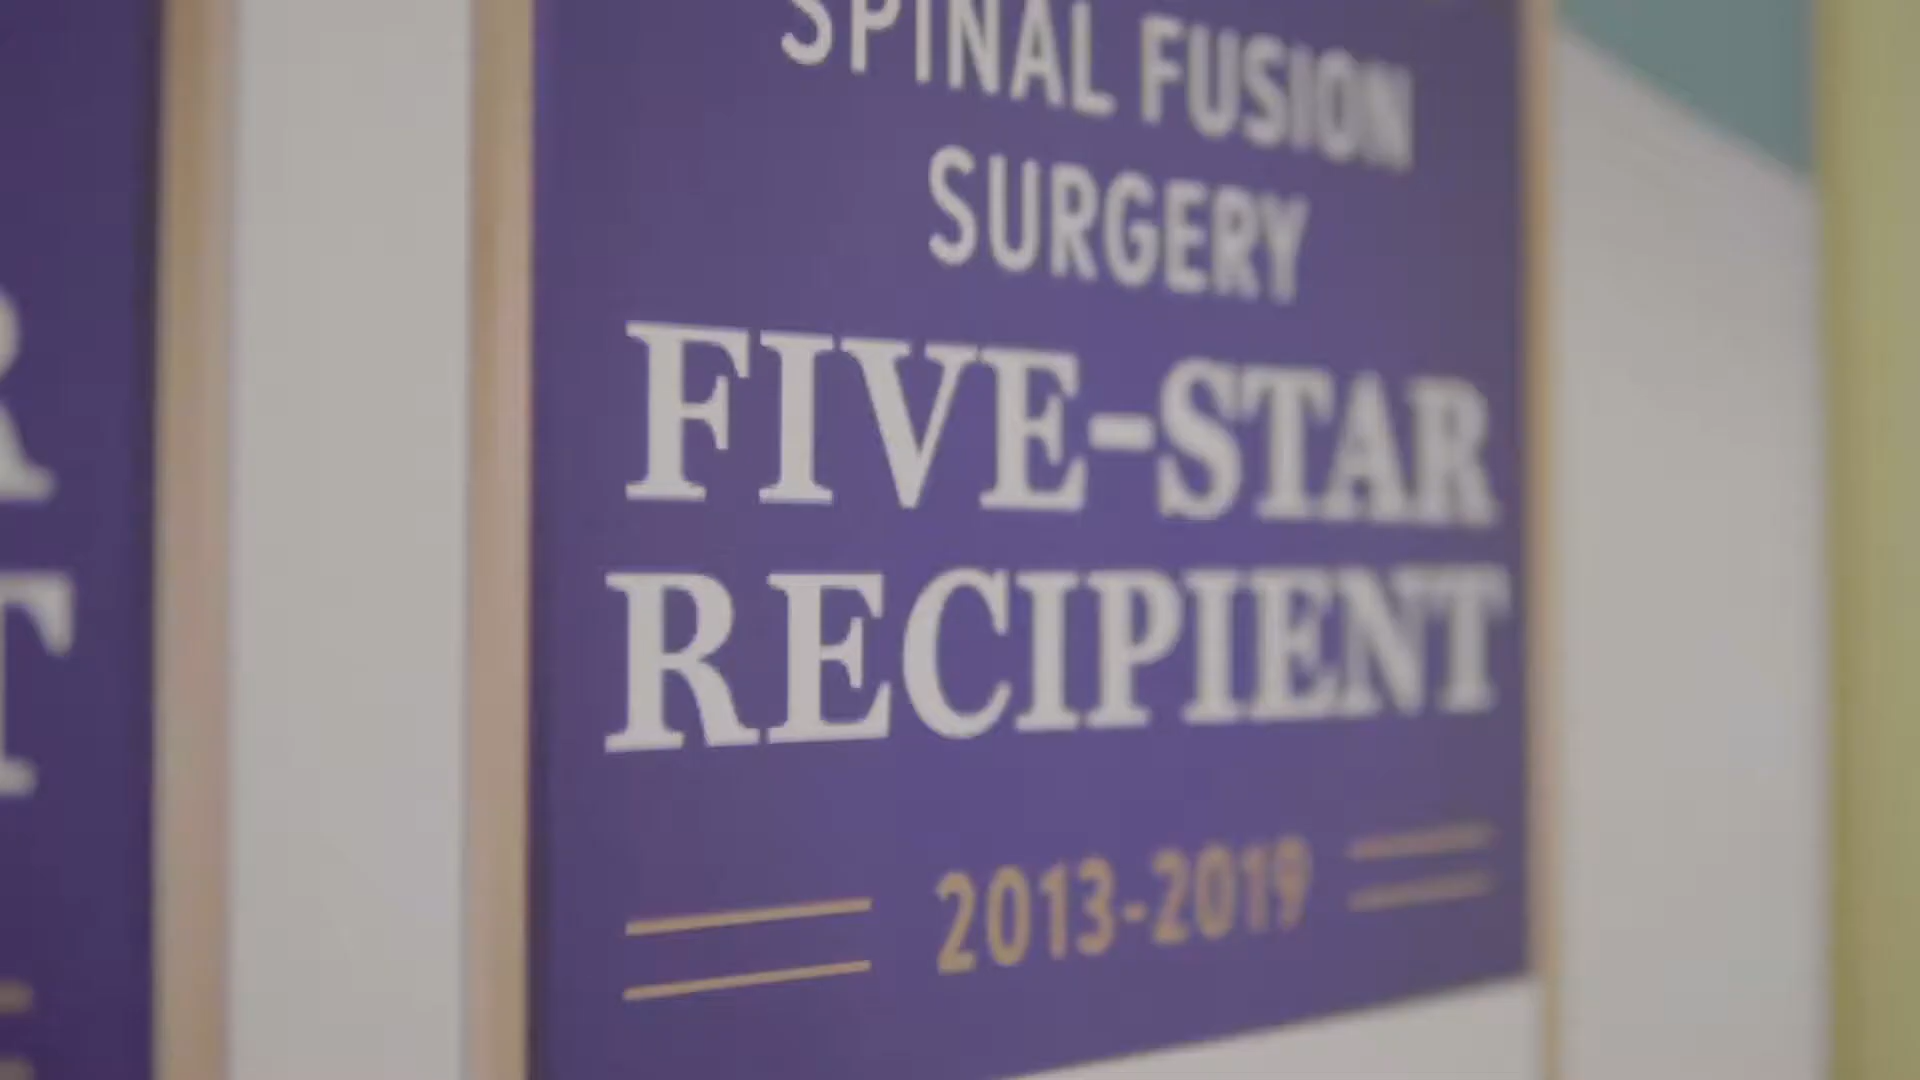 SPINAL FUSION
SURGERY
FIVE-STAR
RECIPIENT
2013-2019
R
T